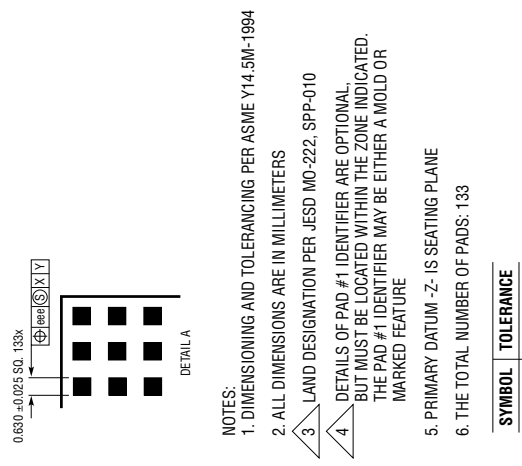 0.630 ±0.025 SQ. 133x
⌖ eee Ⓢ X Y
DETAIL A
NOTES:
1. DIMENSIONING AND TOLERANCING PER ASME Y14.5M-1994
2. ALL DIMENSIONS ARE IN MILLIMETERS
3 LAND DESIGNATION PER JESD MO-222, SPP-010
4 DETAILS OF PAD #1 IDENTIFIER ARE OPTIONAL,
BUT MUST BE LOCATED WITHIN THE ZONE INDICATED.
THE PAD #1 IDENTIFIER MAY BE EITHER A MOLD OR
MARKED FEATURE
5. PRIMARY DATUM -Z- IS SEATING PLANE
6. THE TOTAL NUMBER OF PADS: 133
SYMBOL TOLERANCE